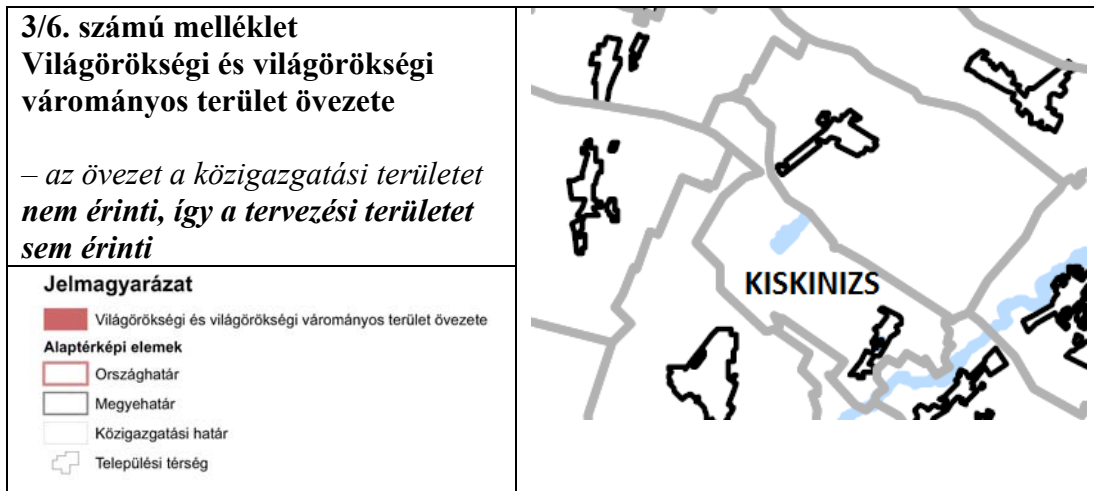 3/6. számú melléklet
Világörökségi és világörökségi
várományos terület övezete
– az övezet a közigazgatási területet
nem érinti, így a tervezési területet
sem érinti
Jelmagyarázat
Világörökségi és világörökségi várományos terület övezete
Alaptérképi elemek
Országhatár
Megyehatár
Közigazgatási határ
Települési térség
KISKINIZS